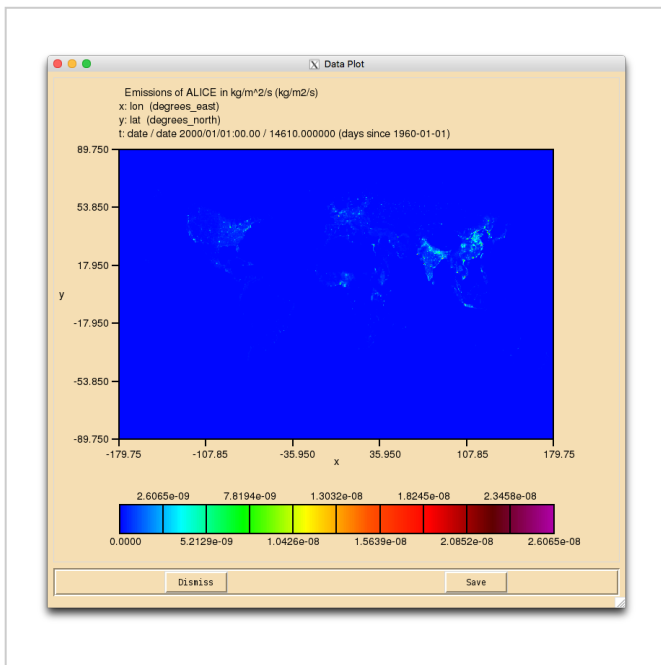 Data Plot
Emissions of ALICE in kg/m^2/s (kg/m2/s)
x: lon (degrees_east)
y: lat (degrees_north)
t: date / date 2000/01/01:00.00 / 14610.000000 (days since 1960-01-01)
89.750
53.850
17.950
y
-17.950
-53.850
-89.750
-179.75 -107.85 -35.950 35.950 107.85 179.75
x
2.6065e-09 7.8194e-09 1.3032e-08 1.8245e-08 2.3458e-08
0.0000 5.2129e-09 1.0426e-08 1.5639e-08 2.0852e-08 2.6065e-08
Dismiss Save